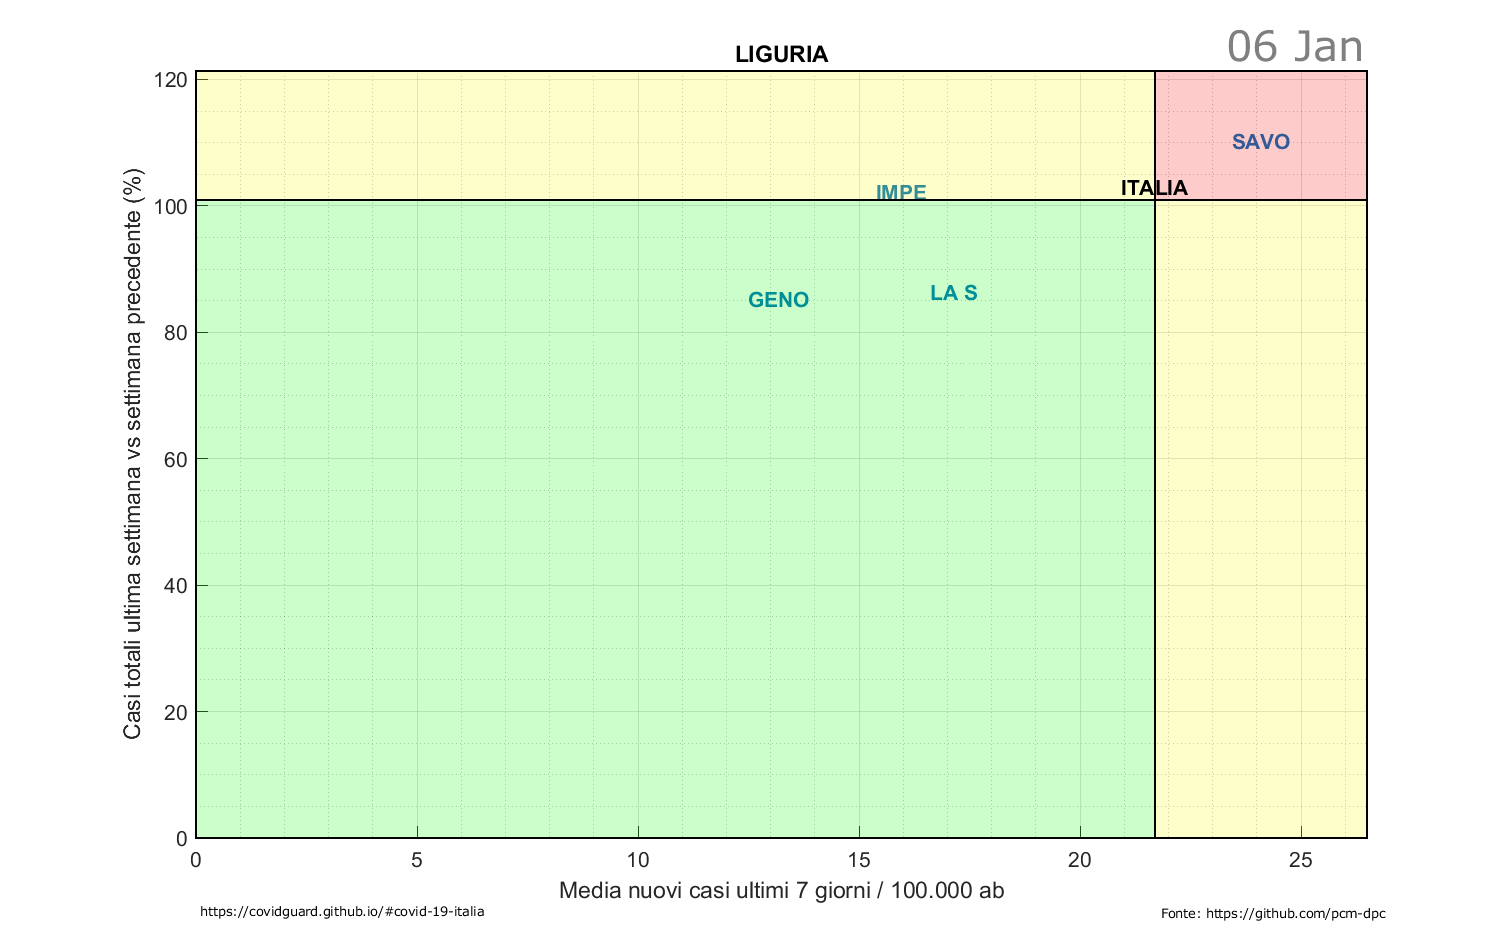 06 Jan
LIGURIA
120
100
80
60
40
20
0
Casi totali ultima settimana vs settimana precedente (%)
SAVO
ITALIA
IMPE
LA S
GENO
0 5 10 15 20 25
Media nuovi casi ultimi 7 giorni / 100.000 ab
https://covidguard.github.io/#covid-19-italia
Fonte: https://github.com/pcm-dpc